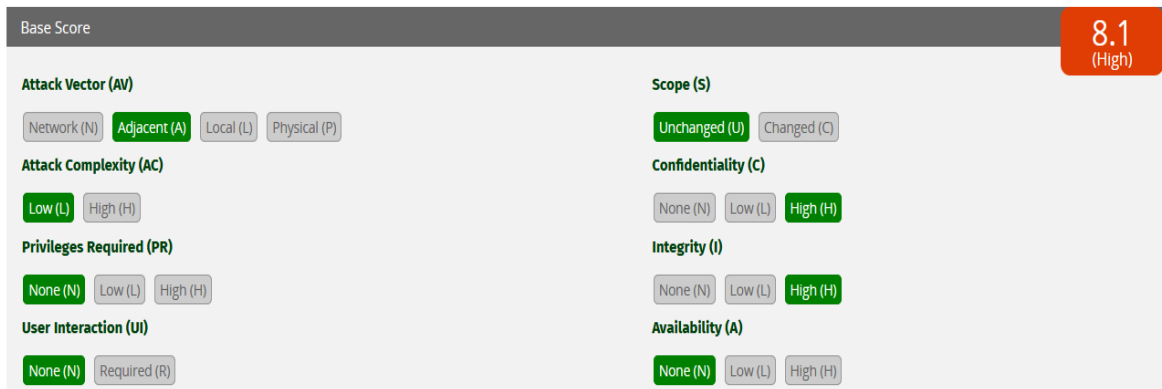 Base Score
8.1
(High)
Attack Vector (AV)
Network (N) Adjacent (A) Local (L) Physical (P)
Attack Complexity (AC)
Low (L) High (H)
Privileges Required (PR)
None (N) Low (L) High (H)
User Interaction (UI)
None (N) Required (R)
Scope (S)
Unchanged (U) Changed (C)
Confidentiality (C)
None (N) Low (L) High (H)
Integrity (I)
None (N) Low (L) High (H)
Availability (A)
None (N) Low (L) High (H)